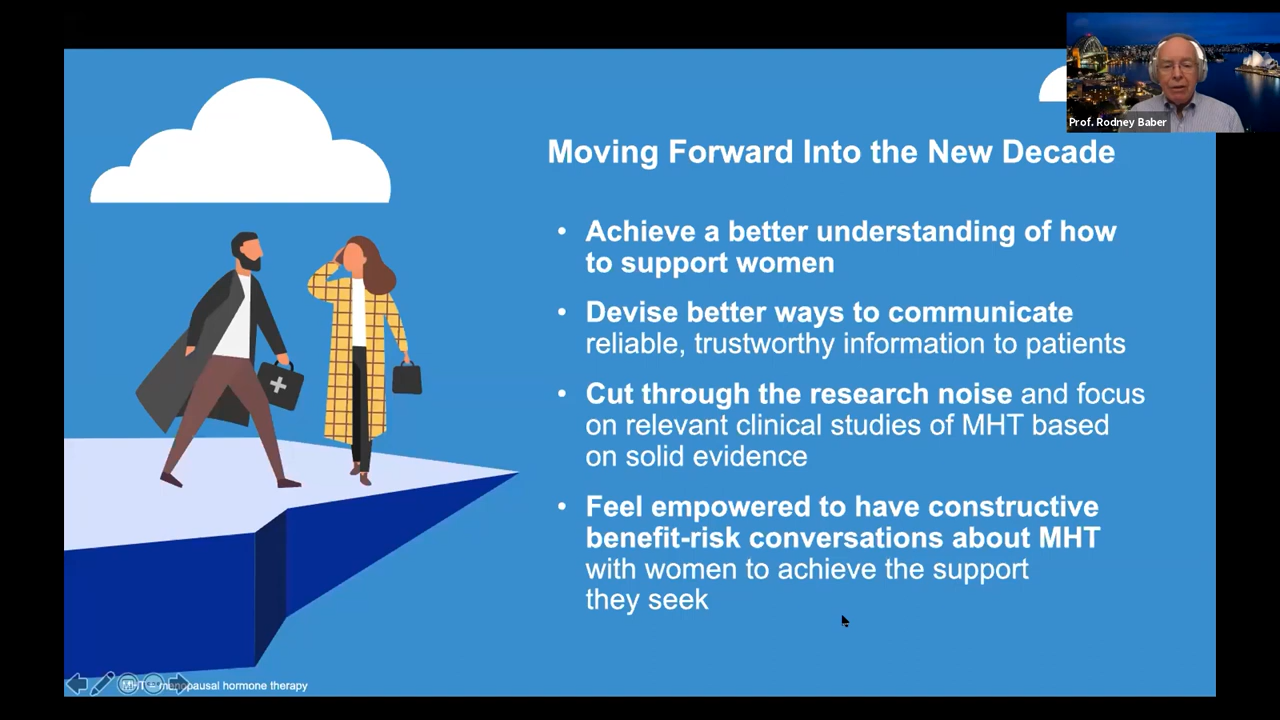 Prof. Rodney Baber
Moving Forward Into the New Decade
• Achieve a better understanding of how
to support women
• Devise better ways to communicate
reliable, trustworthy information to patients
• Cut through the research noise and focus
on relevant clinical studies of MHT based
on solid evidence
• Feel empowered to have constructive
benefit-risk conversations about MHT
with women to achieve the support
they seek
MHT = menopausal hormone therapy